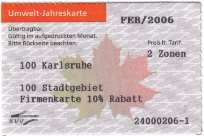 Umwelt-Jahreskarte
FEB/2006
Übertragbar.
Gültig im aufgedruckten Monat.
Bitte Rückseite beachten.
Preis lt. Tarif
2 Zonen
100 Karlsruhe
100 Stadtgebiet
Firmenkarte 10% Rabatt
KVV
24000206-1